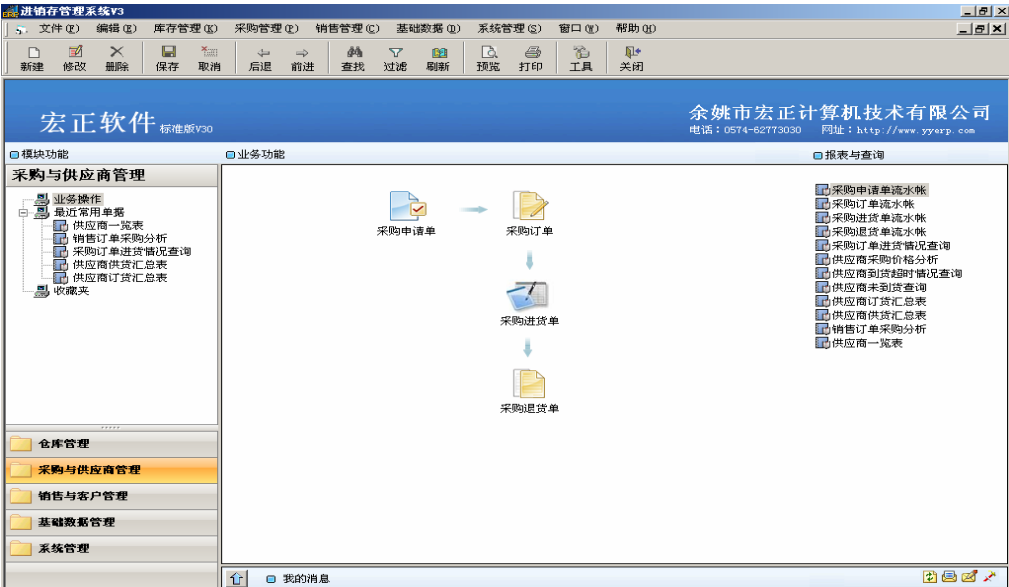 进销存管理系统V3
文件(F) 编辑(E) 库存管理(K) 采购管理(P) 销售管理(C) 基础数据(D) 系统管理(S) 窗口(W) 帮助(H)
新建 修改 删除 保存 取消 后退 前进 查找 过滤 刷新 预览 打印 工具 关闭
宏正软件 标准版V30
余姚市宏正计算机技术有限公司
电话：0574-62773030 网址：http://www.yyerp.com
模块功能 业务功能 报表与查询
采购与供应商管理
业务操作
最近常用单据
供应商一览表
销售订单采购分析
采购订单进货情况查询
供应商供货汇总表
供应商订货汇总表
收藏夹
仓库管理
采购与供应商管理
销售与客户管理
基础数据管理
系统管理
采购申请单 采购订单
采购进货单
采购退货单
采购申请单流水帐
采购订单流水帐
采购进货单流水帐
采购退货单流水帐
采购订单进货情况查询
供应商采购价格分析
供应商到货超时情况查询
供应商未到货查询
供应商订货汇总表
供应商供货汇总表
销售订单采购分析
供应商一览表
我的消息